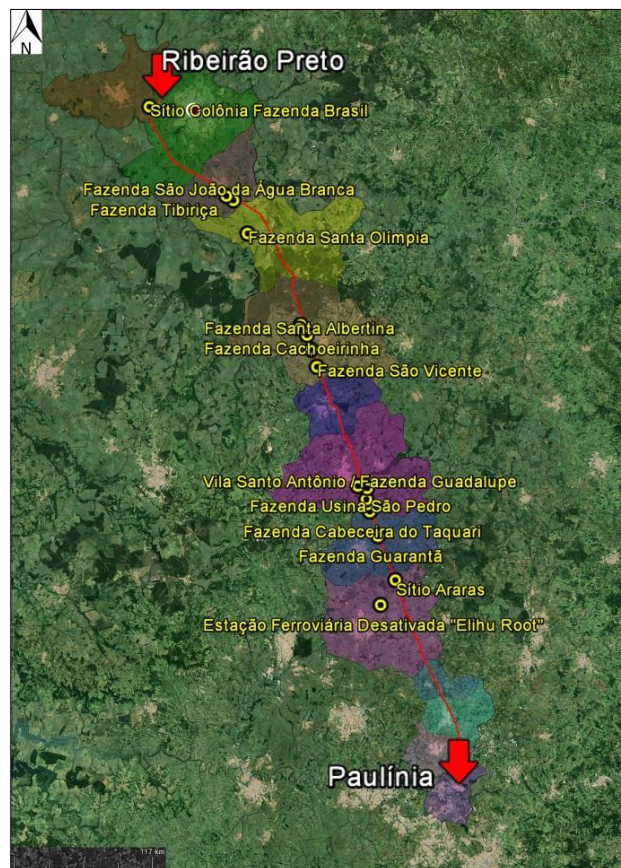 N
Ribeirão Preto
Sítio Colônia Fazenda Brasil
Fazenda São João da Água Branca
Fazenda Tibiriça
Fazenda Santa Olímpia
Fazenda Santa Albertina
Fazenda Cachoeirinha
Fazenda São Vicente
Vila Santo Antônio / Fazenda Guadalupe
Fazenda Usina São Pedro
Fazenda Cabeceira do Taquari
Fazenda Guarantã
Sítio Araras
Estação Ferroviária Desativada "Elihu Root"
Paulínia
117 km